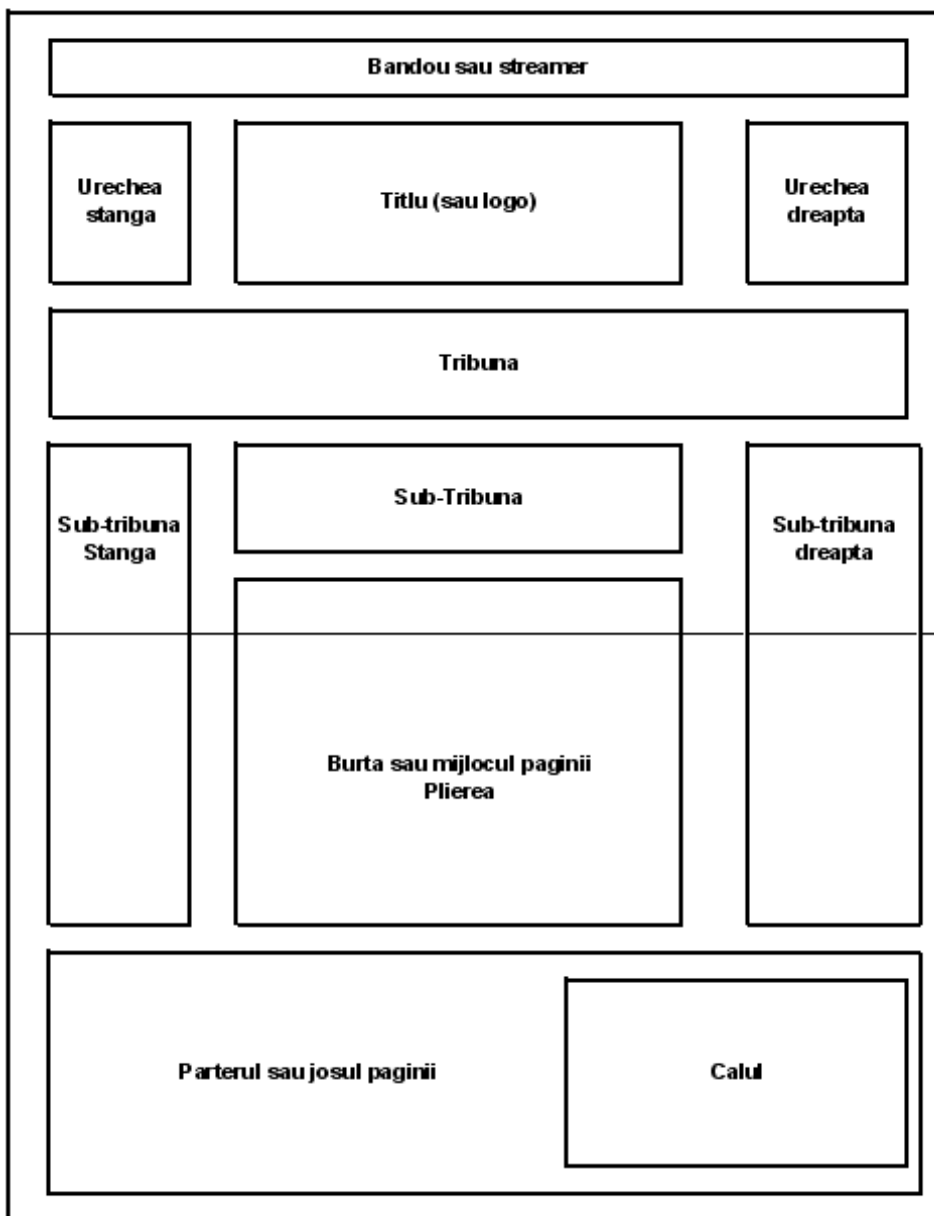 Bandou sau streamer
Urechea
stanga
Titlu (sau logo)
Urechea
dreapta
Tribuna
Sub-tribuna
Stanga
Sub-Tribuna
Sub-tribuna
dreapta
Burta sau mijlocul paginii
Plierea
Parterul sau josul paginii
Calul